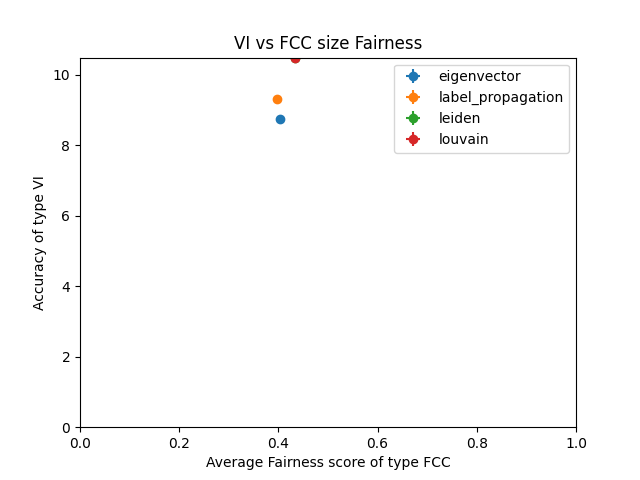 VI vs FCC size Fairness
eigenvector
label_propagation
leiden
louvain
10
8
6
4
2
0
Accuracy of type VI
0.0 0.2 0.4 0.6 0.8 1.0
Average Fairness score of type FCC